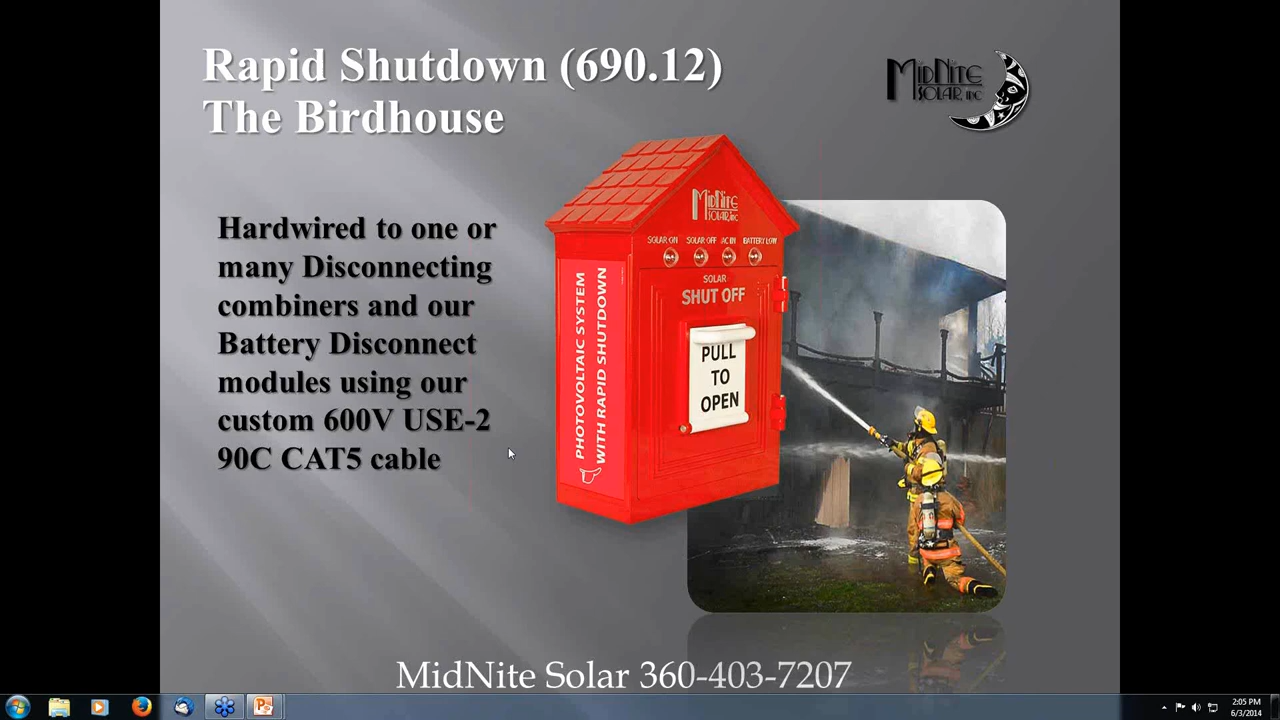 Rapid Shutdown (690.12)
The Birdhouse
MIDNITE
SOLAR, INC
Hardwired to one or
many Disconnecting
combiners and our
Battery Disconnect
modules using our
custom 600V USE-2
90C CAT5 cable
MIDNITE
SOLAR, INC
SOLAR ON SOLAR OFF AC IN BATTERY LOW
SOLAR
SHUT OFF
PULL
TO
OPEN
PHOTOVOLTAIC SYSTEM
WITH RAPID SHUTDOWN
MidNite Solar 360-403-7207
2:05 PM
6/3/2014